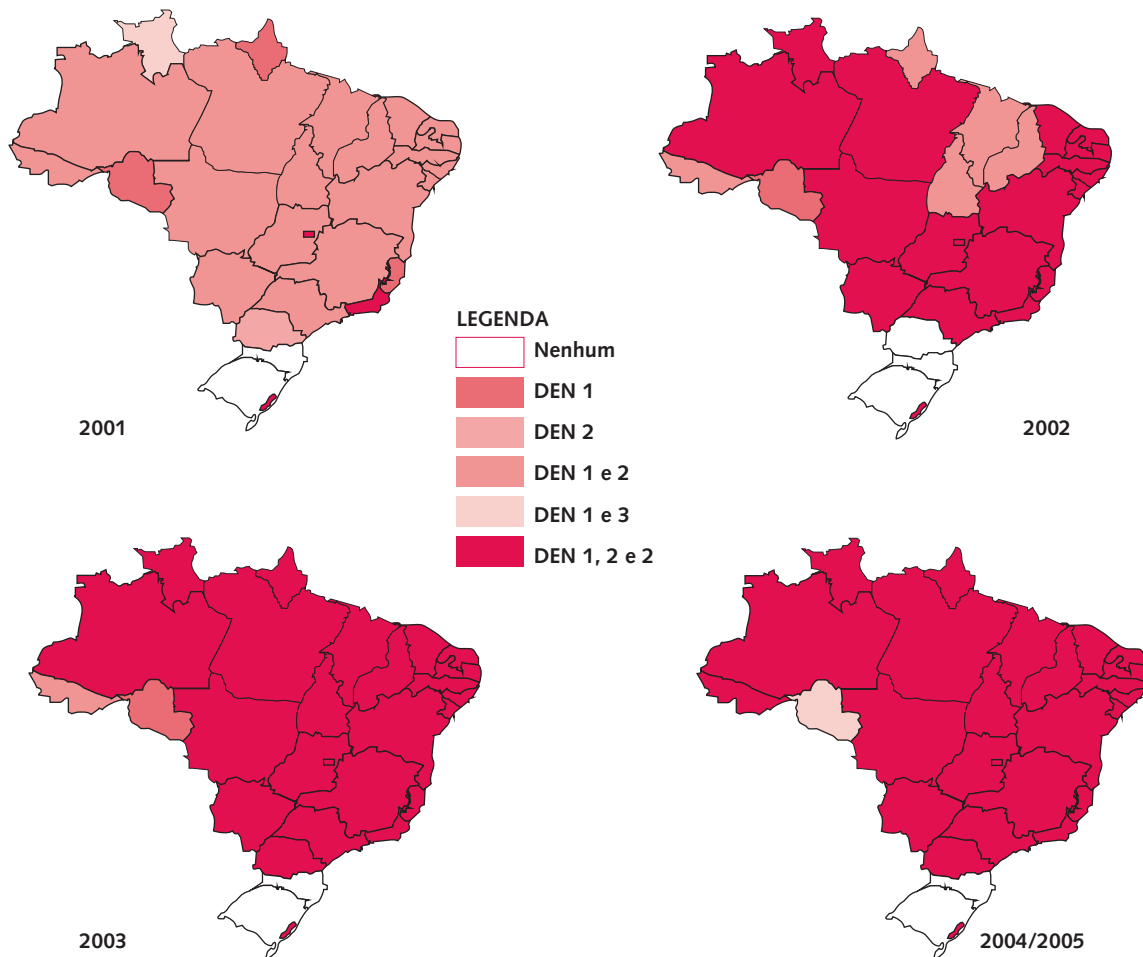 2001
2002
LEGENDA
Nenhum
DEN 1
DEN 2
DEN 1 e 2
DEN 1 e 3
DEN 1, 2 e 2
2003
2004/2005